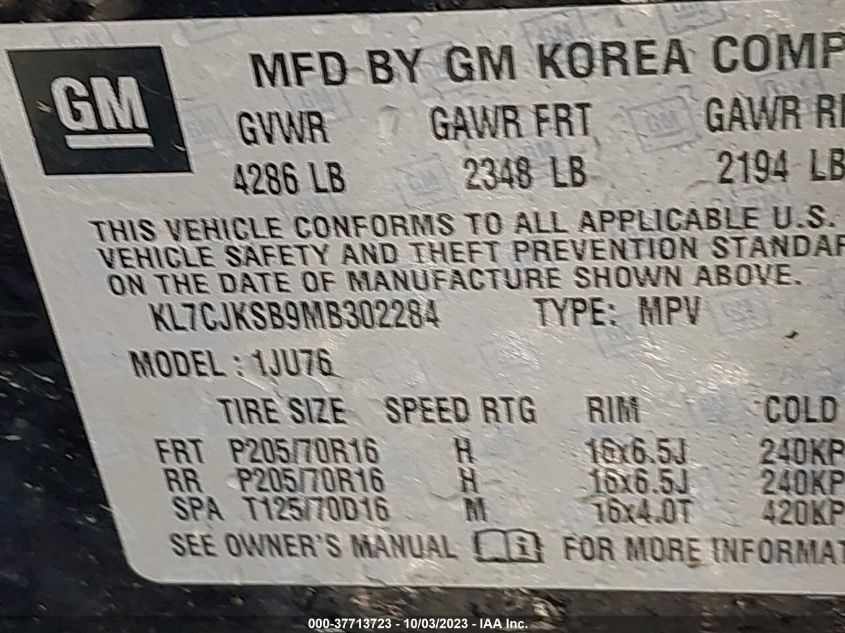 GM
MFD BY GM KOREA COMP
GVWR GAWR FRT GAWR R
4286 LB 2348 LB 2194 LB
THIS VEHICLE CONFORMS TO ALL APPLICABLE U.S.
VEHICLE SAFETY AND THEFT PREVENTION STANDAR
ON THE DATE OF MANUFACTURE SHOWN ABOVE.
KL7CJKSB9MB302284 TYPE: MPV
MODEL : 1JU76
TIRE SIZE SPEED RTG RIM COLD
FRT P205/70R16 H 16x6.5J 240KP
RR P205/70R16 H 16x6.5J 240KP
SPA T125/70D16 M 16x4.0T 420KP
SEE OWNER'S MANUAL i FOR MORE INFORMAT
000-37713723 - 10/03/2023 - IAA Inc.